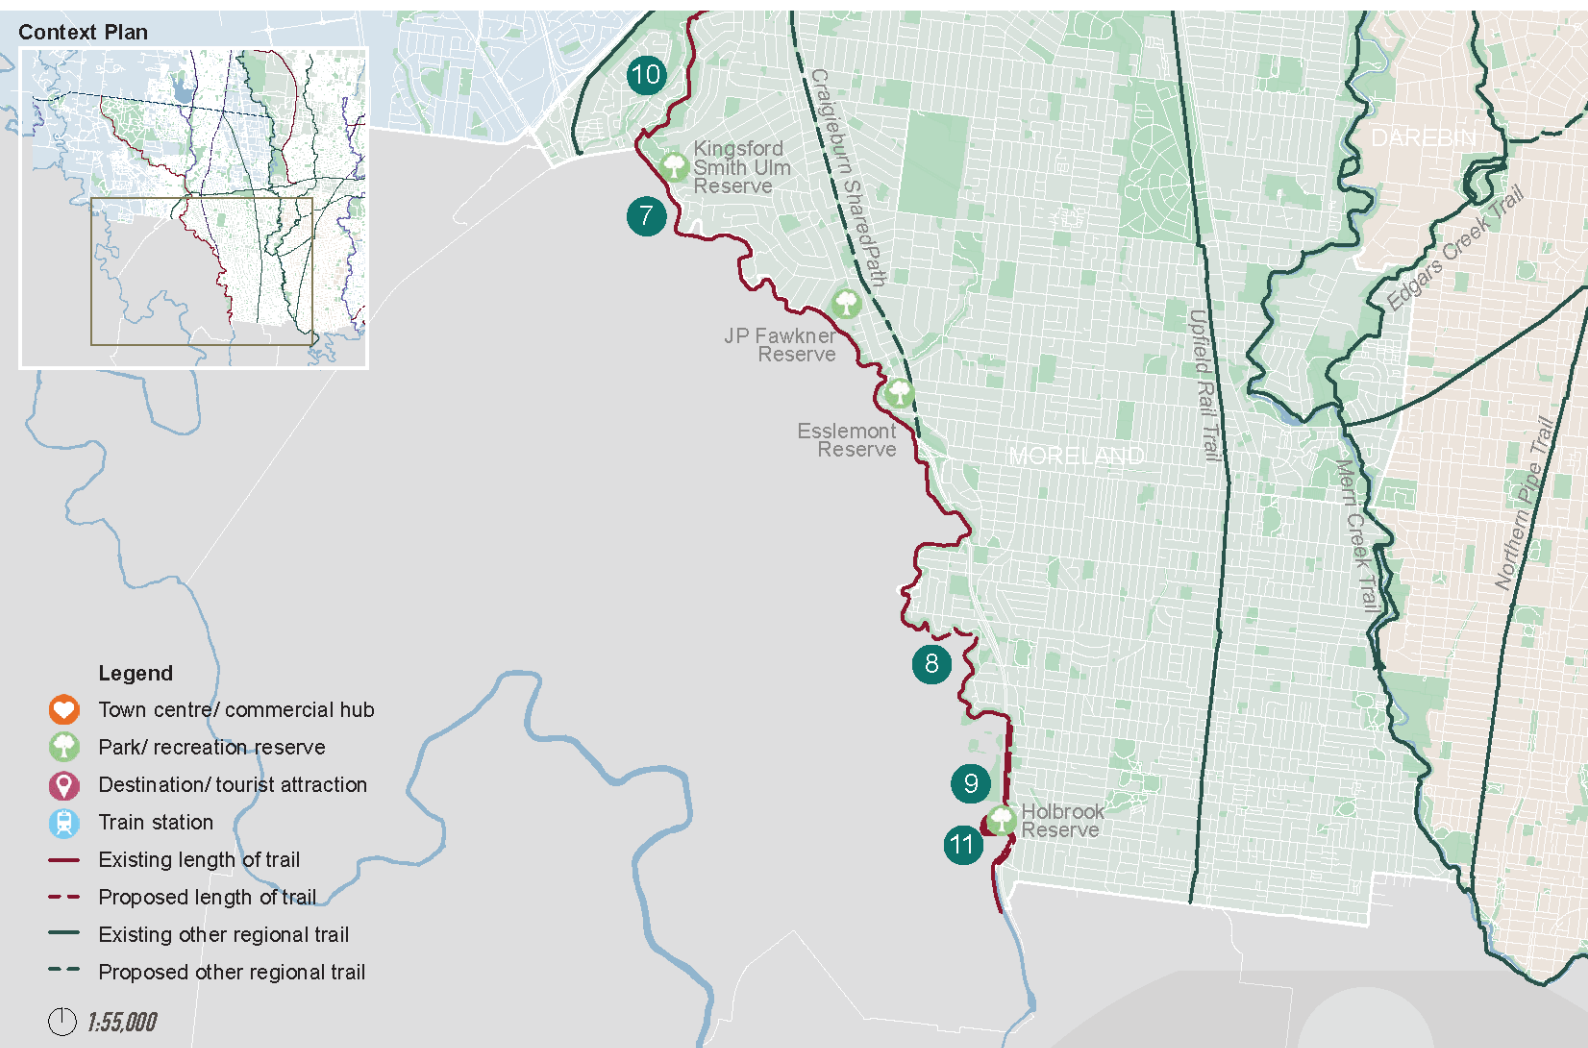 Context Plan
10
Kingsford
Smith Ulm
Reserve
7
Craigieburn SharedPath
DAREBIN
Edgars Creek Trail
JP Fawkner
Reserve
Upfield Rail Trail
Esslemont
Reserve
MORELAND
Merri Creek Trail
Northern Pipe Trail
8
9
Holbrook
Reserve
11
Legend
Town centre/ commercial hub
Park/ recreation reserve
Destination/ tourist attraction
Train station
Existing length of trail
Proposed length of trail
Existing other regional trail
Proposed other regional trail
1:55,000